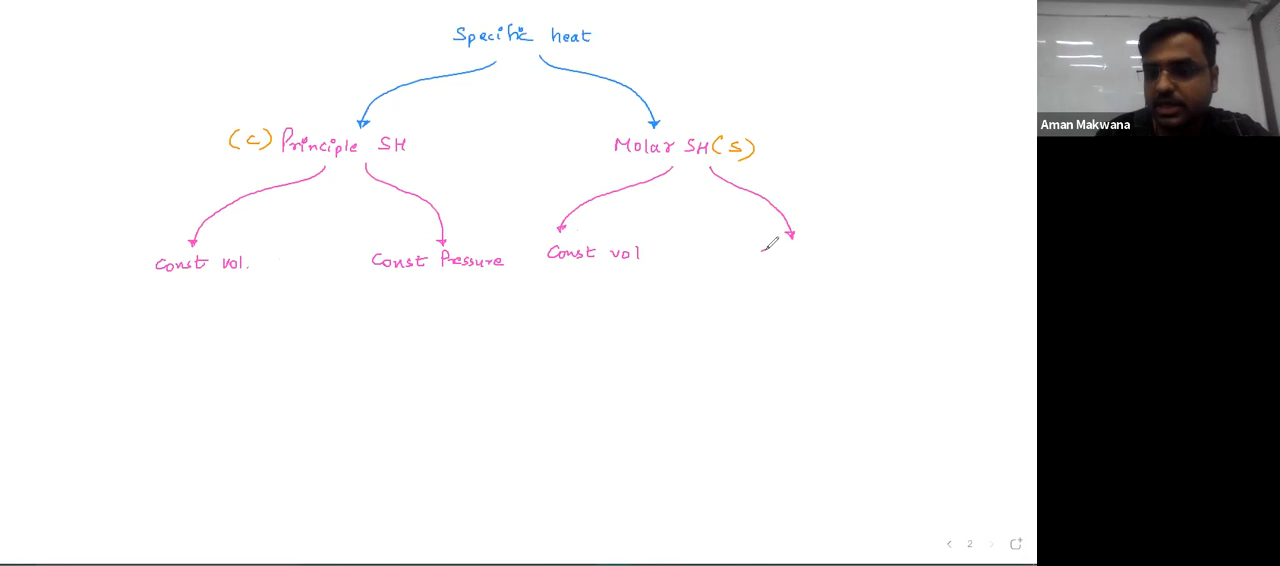 Specific heat
(C) Principle SH
Molar SH (S)
Const vol.
Const Pressure
Const vol
Aman Makwana
2